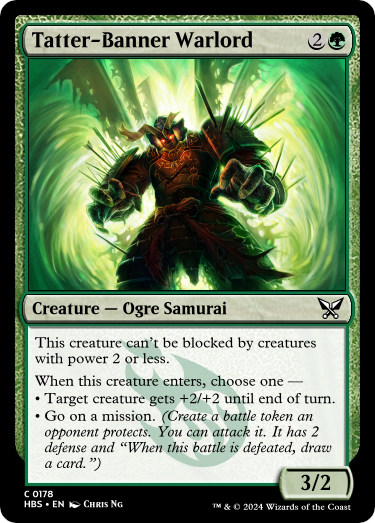 Tatter-Banner Warlord 2
Creature — Ogre Samurai
This creature can't be blocked by creatures
with power 2 or less.
When this creature enters, choose one —
• Target creature gets +2/+2 until end of turn.
• Go on a mission. (Create a battle token an
opponent protects. You can attack it. It has 2
defense and “When this battle is defeated, draw
a card.”)
3/2
C 0178
HBS • EN Chris Ng
™ & © 2024 Wizards of the Coast